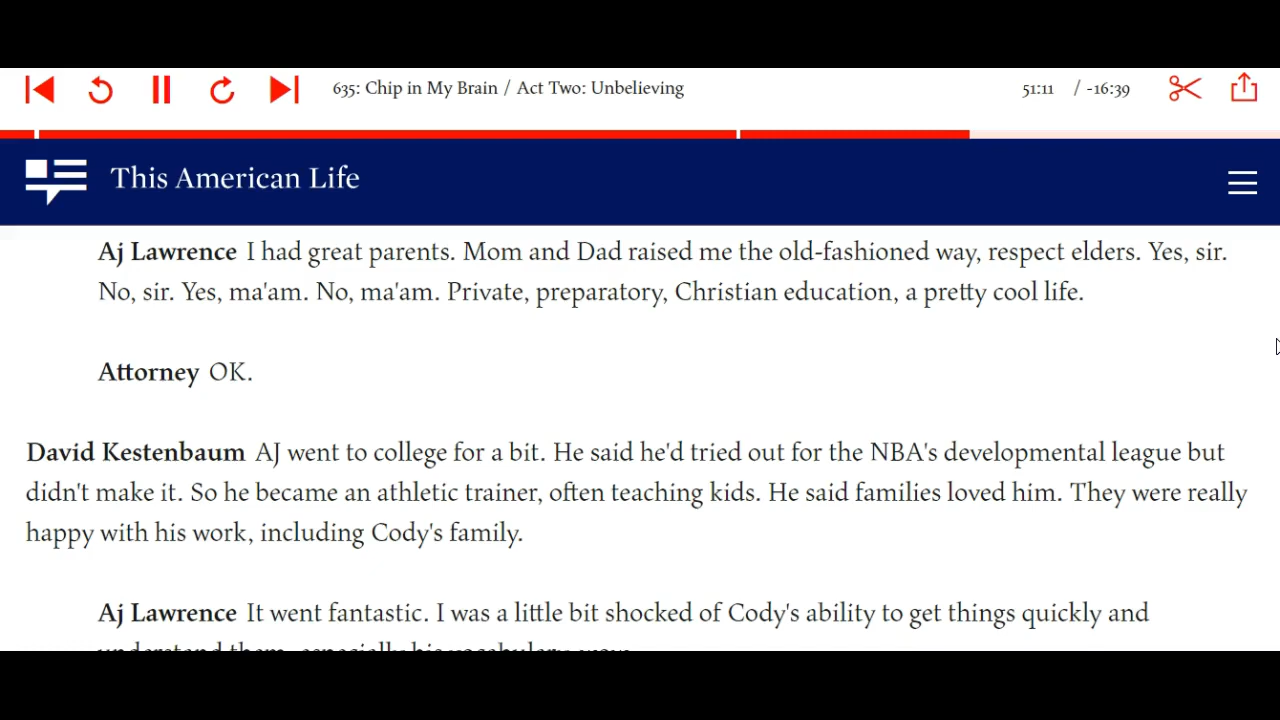 635: Chip in My Brain / Act Two: Unbelieving 51:11 / -16:39
This American Life
Aj Lawrence I had great parents. Mom and Dad raised me the old-fashioned way, respect elders. Yes, sir.
No, sir. Yes, ma'am. No, ma'am. Private, preparatory, Christian education, a pretty cool life.
Attorney OK.
David Kestenbaum AJ went to college for a bit. He said he'd tried out for the NBA's developmental league but
didn't make it. So he became an athletic trainer, often teaching kids. He said families loved him. They were really
happy with his work, including Cody's family.
Aj Lawrence It went fantastic. I was a little bit shocked of Cody's ability to get things quickly and
understand them, especially his vocabulary